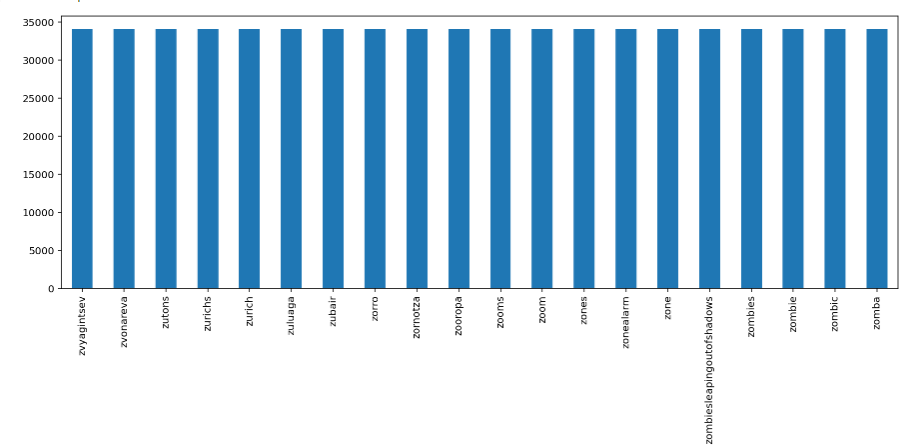 35000
30000
25000
20000
15000
10000
5000
0
zvyagintsev
zvonareva
zutons
zurichs
zurich
zuluaga
zubair
zorro
zornotza
zooropa
zooms
zoom
zones
zonealarm
zone
zombiesleapingoutofshadows
zombies
zombie
zombic
zomba